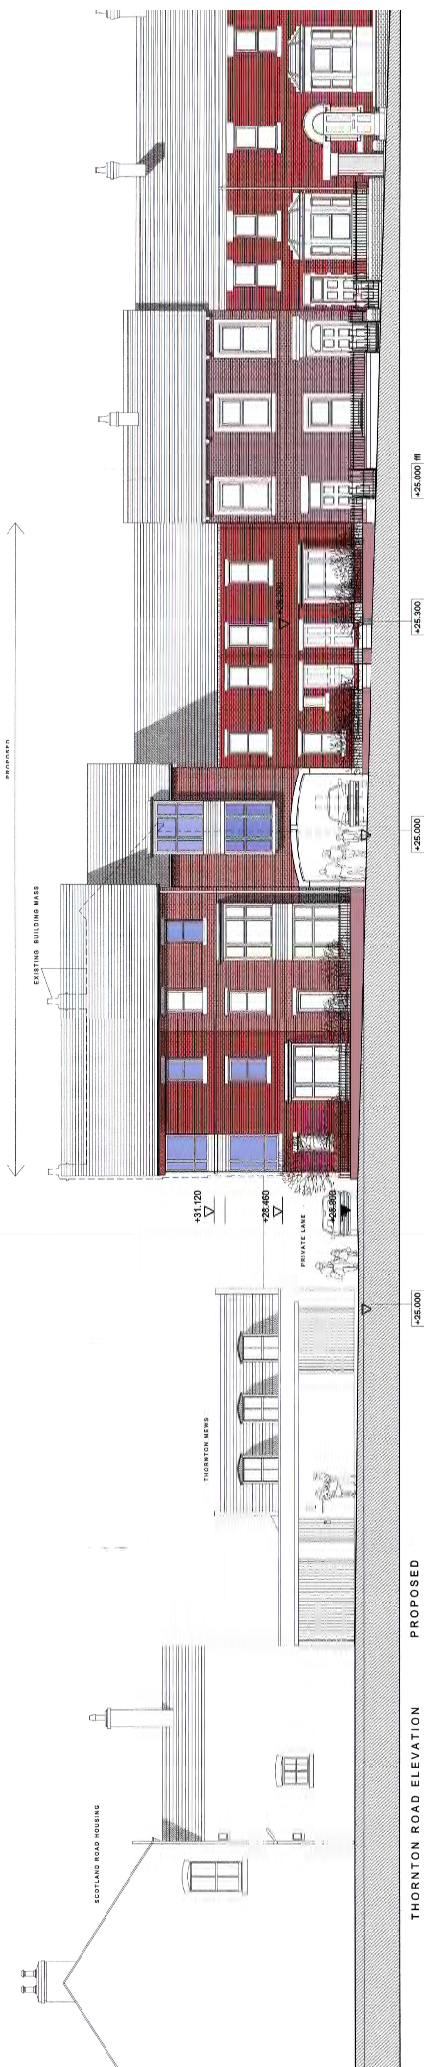 SCOTLAND ROAD HOUSING
THORNTON MEWS
PRIVATE LANE
+31.120
+28.460
EXISTING BUILDING MASS
PROPOSED
+25.000
+25.000
+25.300
+25.000 ffl
THORNTON ROAD ELEVATION PROPOSED